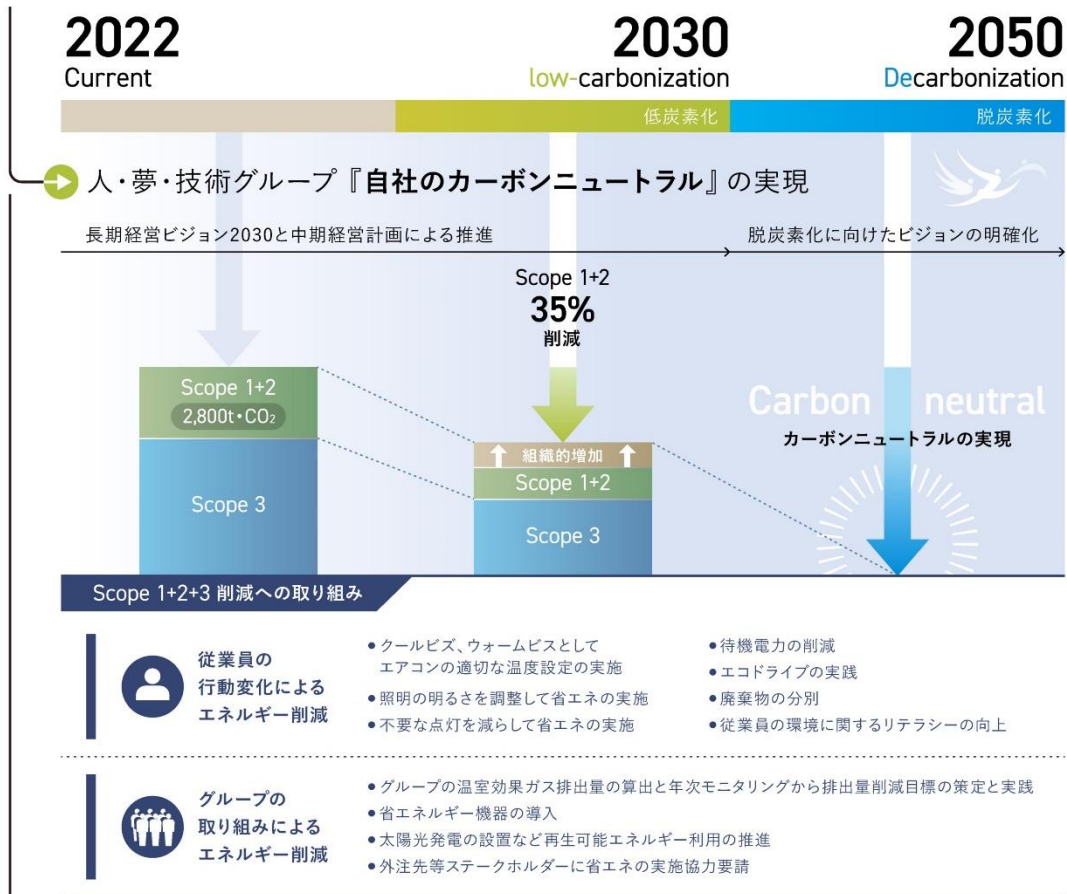 2022
Current
2030
low-carbonization
2050
Decarbonization
低炭素化
脱炭素化
人・夢・技術グループ『自社のカーボンニュートラル』の実現
長期経営ビジョン2030と中期経営計画による推進
脱炭素化に向けたビジョンの明確化
Scope 1+2
35%
削減
Scope 1+2
2,800t・CO₂
Scope 3
組織的増加
Scope 1+2
Scope 3
Carbon neutral
カーボンニュートラルの実現
Scope 1+2+3 削減への取り組み
従業員の
行動変化による
エネルギー削減
●クールビズ、ウォームビスとして
エアコンの適切な温度設定の実施
●照明の明るさを調整して省エネの実施
●不要な点灯を減らして省エネの実施
●待機電力の削減
●エコドライブの実践
●廃棄物の分別
●従業員の環境に関するリテラシーの向上
グループの
取り組みによる
エネルギー削減
●グループの温室効果ガス排出量の算出と年次モニタリングから排出量削減目標の策定と実践
●省エネルギー機器の導入
●太陽光発電の設置など再生可能エネルギー利用の推進
●外注先等ステークホルダーに省エネの実施協力要請